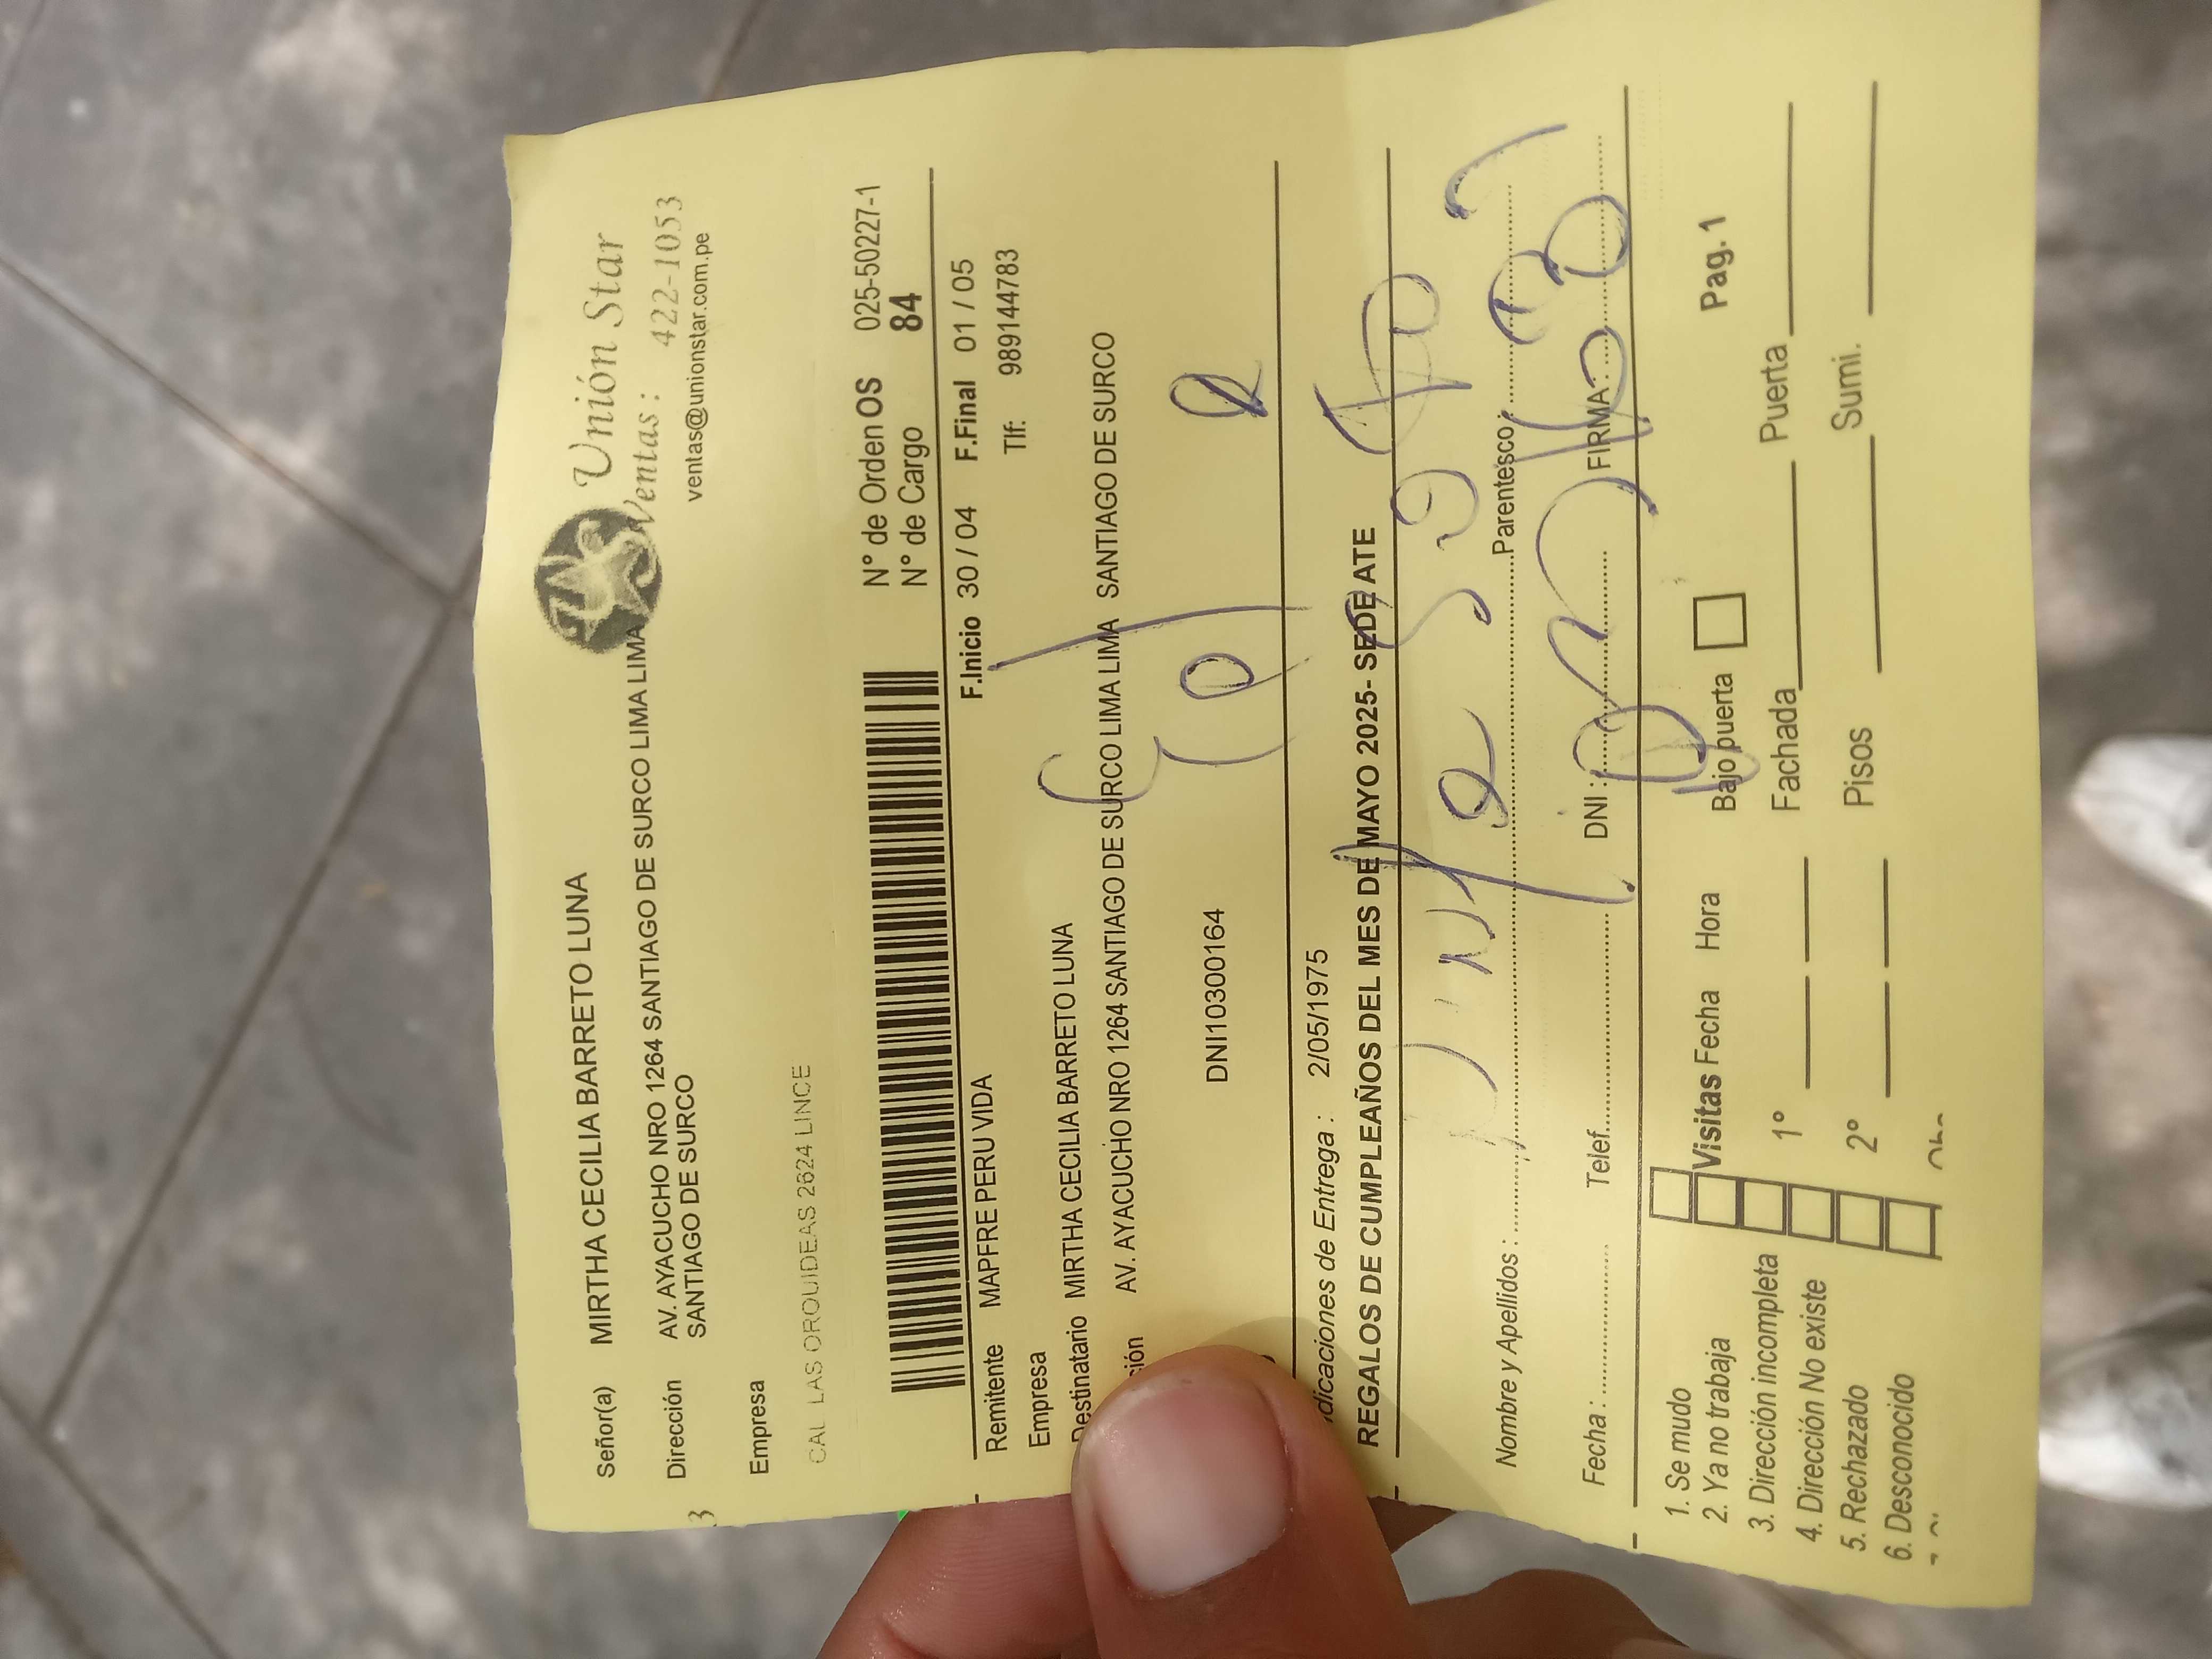 Unión Star
Ventas: 422-1053
ventas@unionstar.com.pe
Señor(a) MIRTHA CECILIA BARRETO LUNA
Dirección AV. AYACUCHO NRO 1264 SANTIAGO DE SURCO LIMA LIMA
SANTIAGO DE SURCO
3
Empresa
CAL LAS ORQUIDEAS 2624 LINCE
N° de Orden OS 025-50227-1
N° de Cargo 84
F.Inicio 30 / 04 F.Final 01 / 05
Remitente MAPFRE PERU VIDA Tlf: 989144783
Empresa
Destinatario MIRTHA CECILIA BARRETO LUNA
ción AV. AYACUCHO NRO 1264 SANTIAGO DE SURCO LIMA LIMA SANTIAGO DE SURCO
DNI10300164
dicaciones de Entrega : 2/05/1975
REGALOS DE CUMPLEAÑOS DEL MES DE MAYO 2025- SEDE ATE
Nombre y Apellidos : Parentesco:
Fecha : Telef. DNI : FIRMA :
1. Se mudo
2. Ya no trabaja
3. Dirección incompleta
4. Dirección No existe
5. Rechazado
6. Desconocido
Visitas Fecha Hora Bajo puerta Pag. 1
1° Fachada Puerta
2° Pisos Sumi.